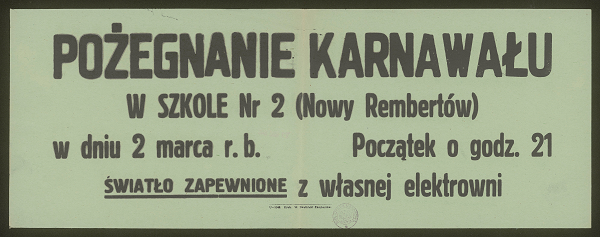 POŻEGNANIE KARNAWAŁU
W SZKOLE Nr 2 (Nowy Rembertów)
w dniu 2 marca r. b. Początek o godz. 21
ŚWIATŁO ZAPEWNIONE z własnej elektrowni